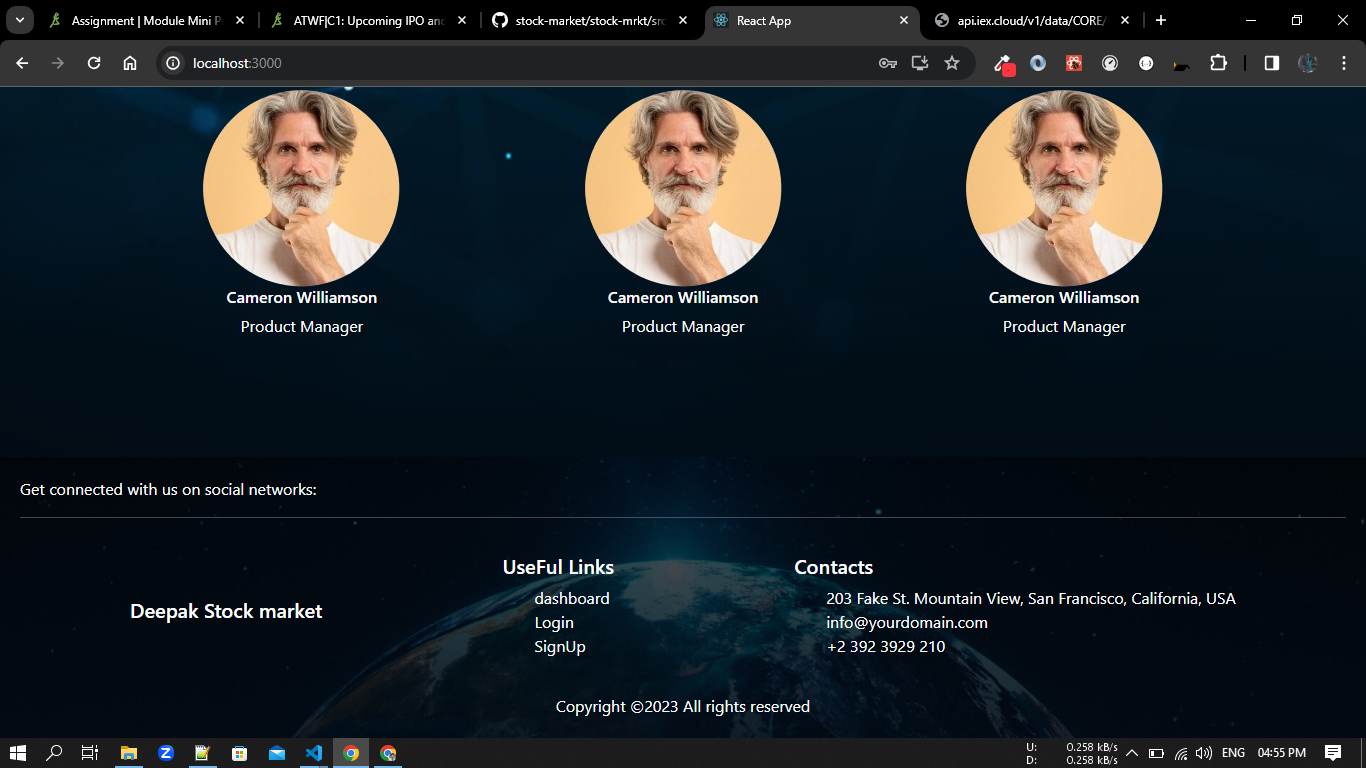 Assignment | Module Mini P
ATWF|C1: Upcoming IPO and
stock-market/stock-mrkt/src
React App
api.iex.cloud/v1/data/CORE/
localhost:3000
Cameron Williamson
Product Manager
Cameron Williamson
Product Manager
Cameron Williamson
Product Manager
Get connected with us on social networks:
Deepak Stock market
UseFul Links
dashboard
Login
SignUp
Contacts
203 Fake St. Mountain View, San Francisco, California, USA
info@yourdomain.com
+2 392 3929 210
Copyright ©2023 All rights reserved
U: 0.258 kB/s
D: 0.258 kB/s
ENG
04:55 PM